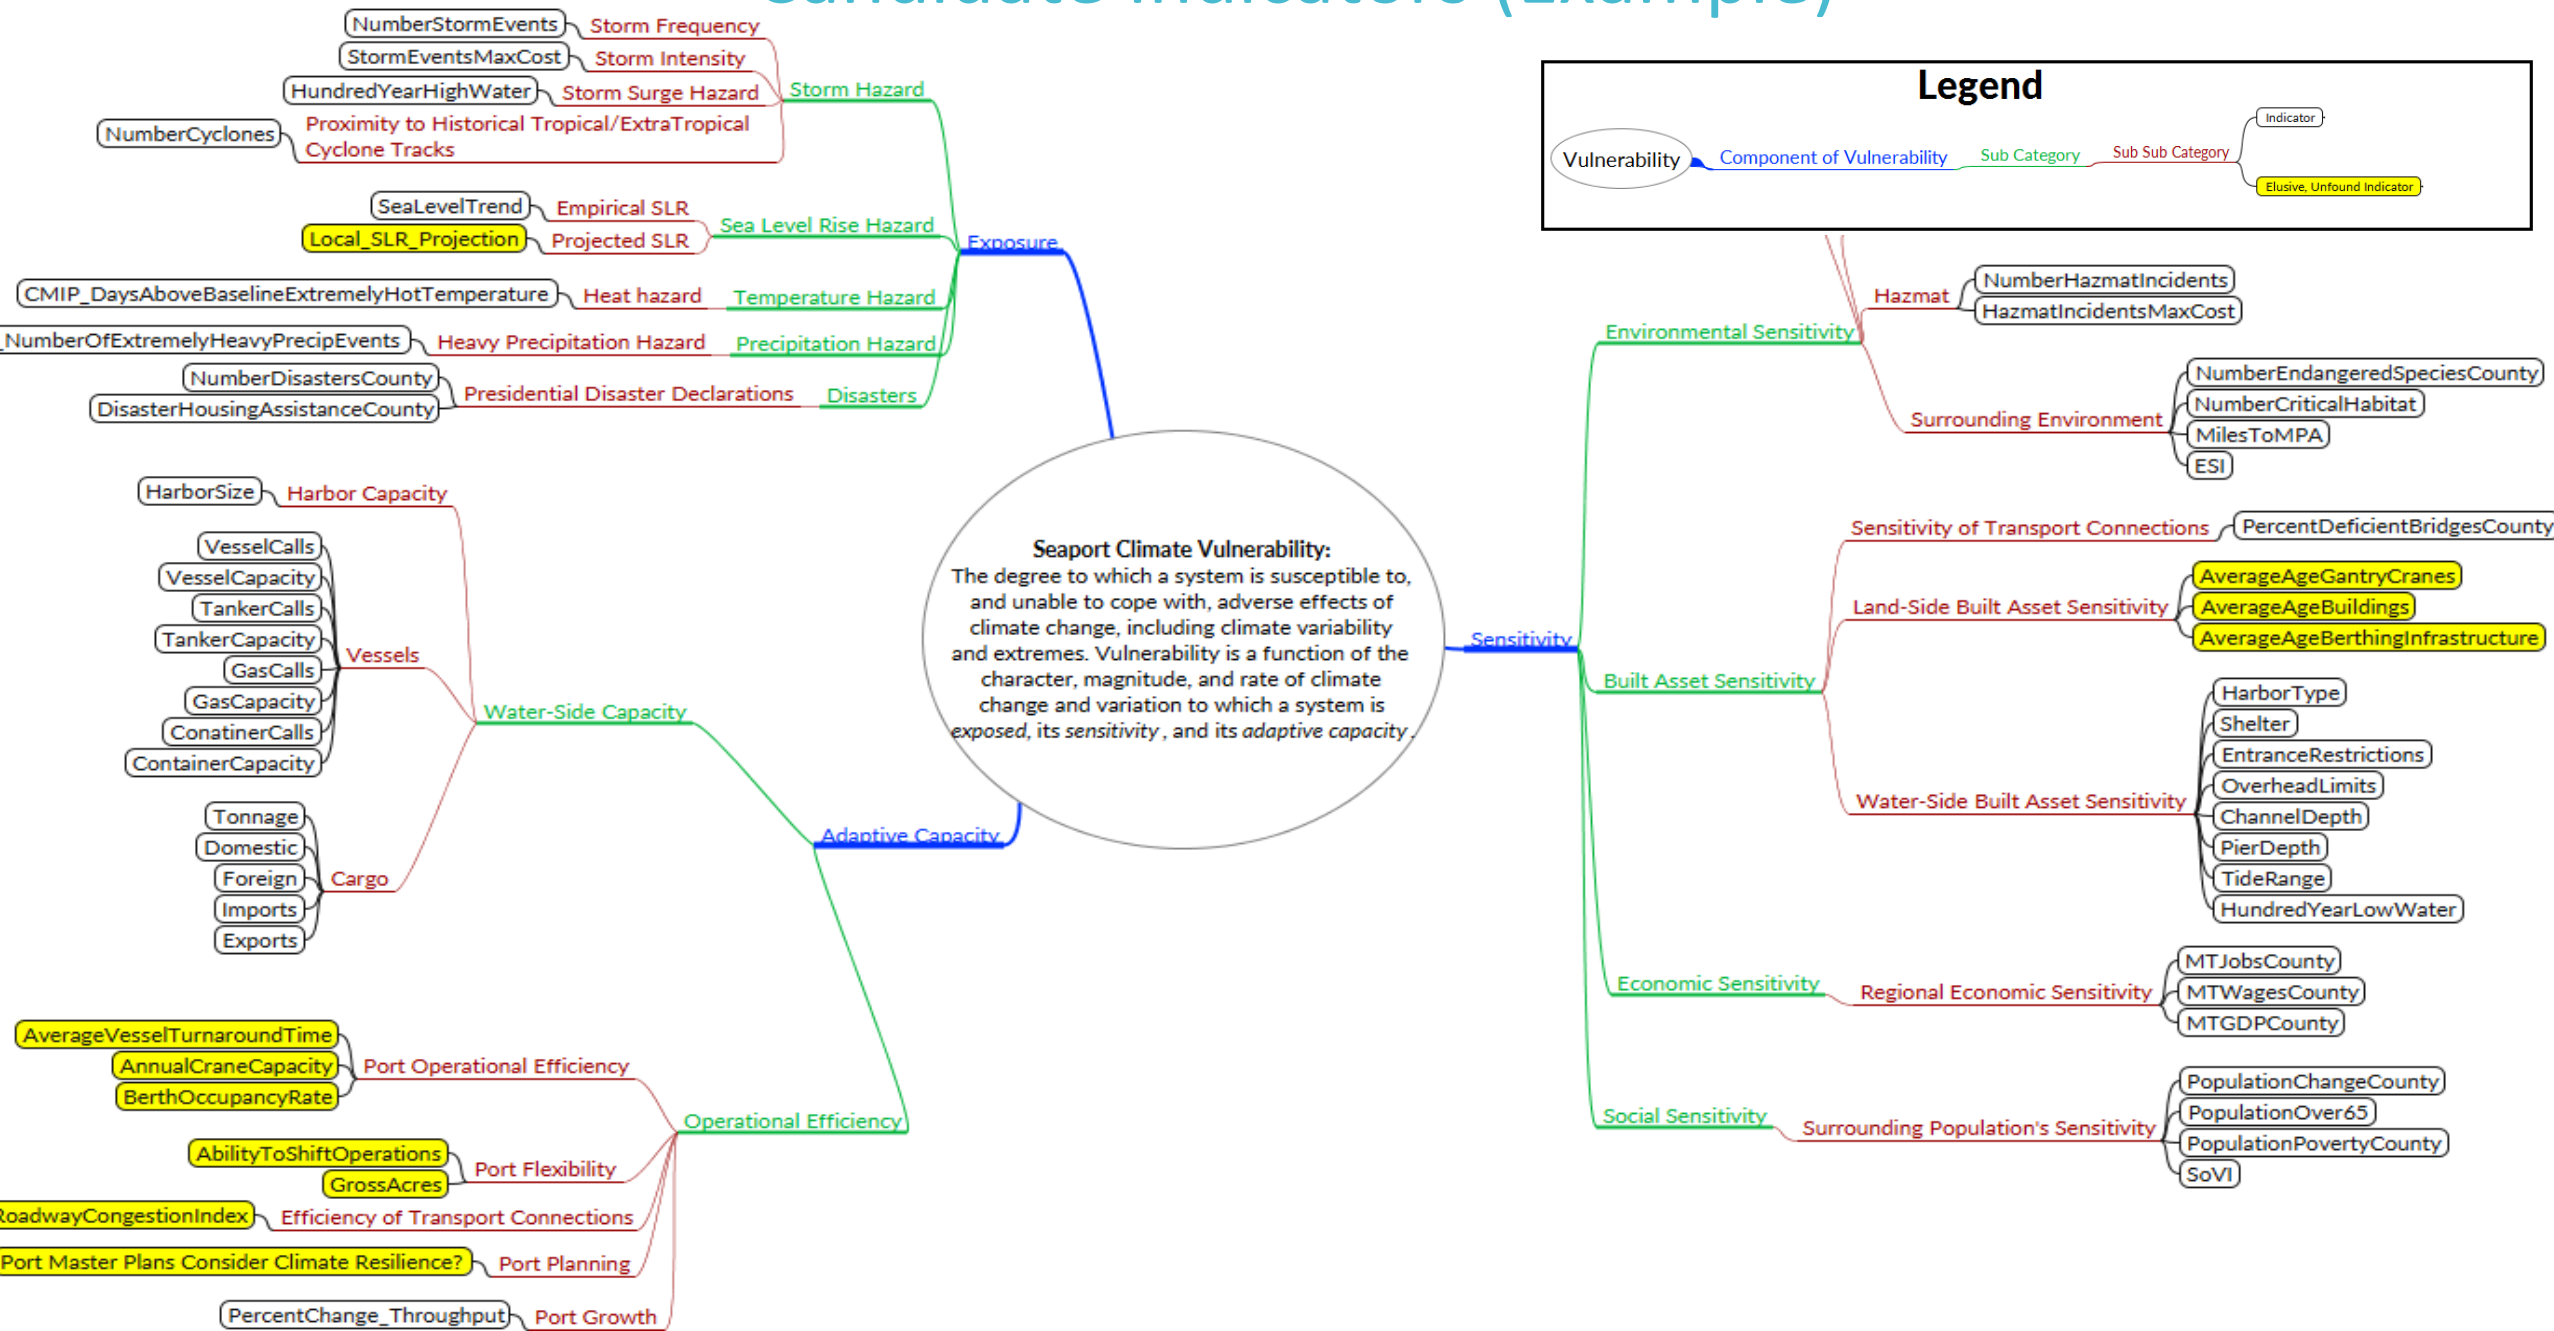 Candidate Indicators (Example)
NumberStormEvents
Storm Frequency
StormEventsMaxCost
Storm Intensity
HundredYearHighWater
Storm Surge Hazard
Storm Hazard
NumberCyclones
Proximity to Historical Tropical/ExtraTropical
Cyclone Tracks
SeaLevelTrend
Empirical SLR
Local_SLR_Projection
Projected SLR
Sea Level Rise Hazard
Exposure
CMIP_DaysAboveBaselineExtremelyHotTemperature
Heat hazard
Temperature Hazard
_NumberOfExtremelyHeavyPrecipEvents
Heavy Precipitation Hazard
Precipitation Hazard
NumberDisastersCounty
DisasterHousingAssistanceCounty
Presidential Disaster Declarations
Disasters
Legend
Vulnerability
Component of Vulnerability
Sub Category
Sub Sub Category
Indicator
Elusive, Unfound Indicator
HarborSize
Harbor Capacity
VesselCalls
VesselCapacity
TankerCalls
TankerCapacity
GasCalls
GasCapacity
ConatinerCalls
ContainerCapacity
Vessels
Water-Side Capacity
Tonnage
Domestic
Foreign
Imports
Exports
Cargo
Adaptive Capacity
AverageVesselTurnaroundTime
AnnualCraneCapacity
BerthOccupancyRate
Port Operational Efficiency
Operational Efficiency
AbilityToShiftOperations
GrossAcres
Port Flexibility
RoadwayCongestionIndex
Efficiency of Transport Connections
Port Master Plans Consider Climate Resilience?
Port Planning
PercentChange_Throughput
Port Growth
Seaport Climate Vulnerability:
The degree to which a system is susceptible to,
and unable to cope with, adverse effects of
climate change, including climate variability
and extremes. Vulnerability is a function of the
character, magnitude, and rate of climate
change and variation to which a system is
exposed, its sensitivity, and its adaptive capacity.
Sensitivity
Environmental Sensitivity
Hazmat
NumberHazmatIncidents
HazmatIncidentsMaxCost
Surrounding Environment
NumberEndangeredSpeciesCounty
NumberCriticalHabitat
MilesToMPA
ESI
Built Asset Sensitivity
Sensitivity of Transport Connections
PercentDeficientBridgesCounty
Land-Side Built Asset Sensitivity
AverageAgeGantryCranes
AverageAgeBuildings
AverageAgeBerthingInfrastructure
Water-Side Built Asset Sensitivity
HarborType
Shelter
EntranceRestrictions
OverheadLimits
ChannelDepth
PierDepth
TideRange
HundredYearLowWater
Economic Sensitivity
Regional Economic Sensitivity
MTJobsCounty
MTWagesCounty
MTGDPCounty
Social Sensitivity
Surrounding Population's Sensitivity
PopulationChangeCounty
PopulationOver65
PopulationPovertyCounty
SoVI